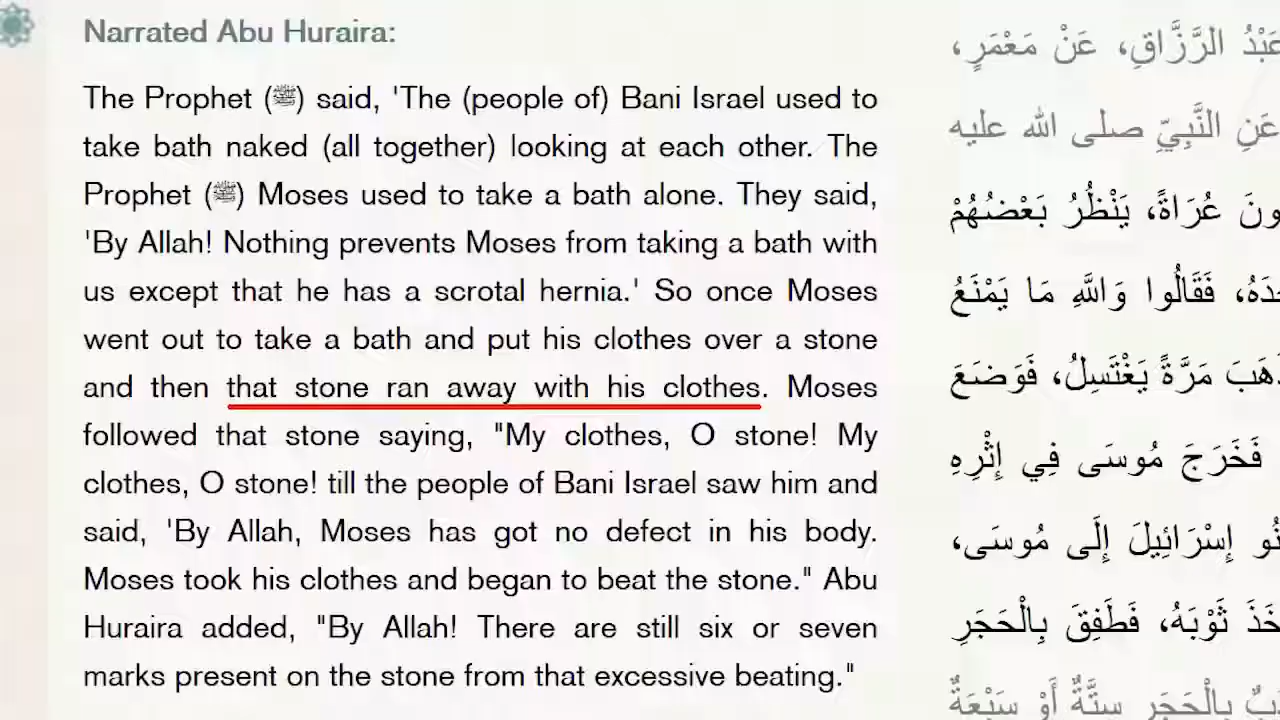 Narrated Abu Huraira:
The Prophet (ﷺ) said, 'The (people of) Bani Israel used to
take bath naked (all together) looking at each other. The
Prophet (ﷺ) Moses used to take a bath alone. They said,
'By Allah! Nothing prevents Moses from taking a bath with
us except that he has a scrotal hernia.' So once Moses
went out to take a bath and put his clothes over a stone
and then that stone ran away with his clothes. Moses
followed that stone saying, "My clothes, O stone! My
clothes, O stone! till the people of Bani Israel saw him and
said, 'By Allah, Moses has got no defect in his body.
Moses took his clothes and began to beat the stone." Abu
Huraira added, "By Allah! There are still six or seven
marks present on the stone from that excessive beating."
عَبْدُ الرَّزَّاقِ، عَنْ مَعْمَرٍ،
عَنِ النَّبِيِّ صلى الله عليه
عُرَاةً، يَنْظُرُ بَعْضُهُمْ
فَقَالُوا وَاللَّهِ مَا يَمْنَعُ
مَرَّةً يَغْتَسِلُ، فَوَضَعَ
فَخَرَجَ مُوسَى فِي إِثْرِهِ
إِسْرَائِيلَ إِلَى مُوسَى،
ثَوْبَهُ، فَطَفِقَ بِالْحَجَرِ
بِالْحَجَرِ سِتَّةٌ أَوْ سَبْعَةٌ